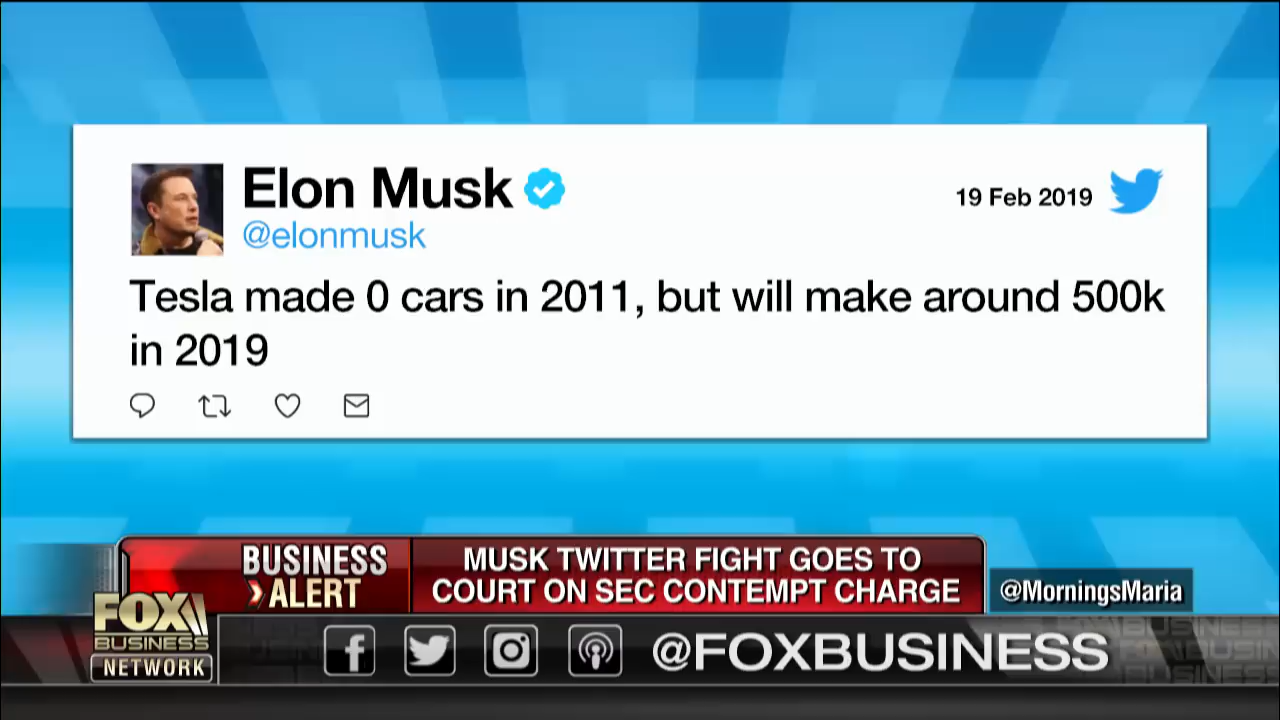 Elon Musk
@elonmusk
19 Feb 2019
Tesla made 0 cars in 2011, but will make around 500k
in 2019
BUSINESS
ALERT
MUSK TWITTER FIGHT GOES TO
COURT ON SEC CONTEMPT CHARGE
@MorningsMaria
FOX
BUSINESS
NETWORK
@FOXBUSINESS